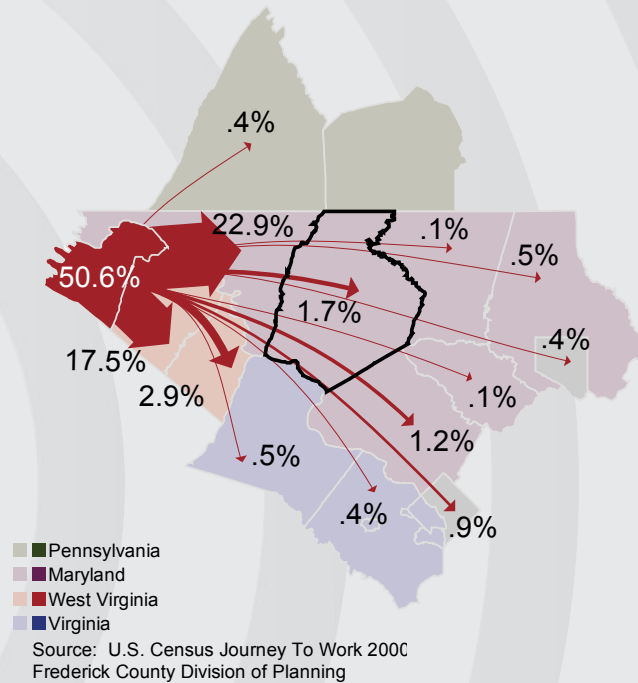 .4%
22.9%
.1%
.5%
50.6%
1.7%
.4%
17.5%
2.9%
.1%
1.2%
.5%
.4%
.9%
Pennsylvania
Maryland
West Virginia
Virginia
Source: U.S. Census Journey To Work 2000
Frederick County Division of Planning